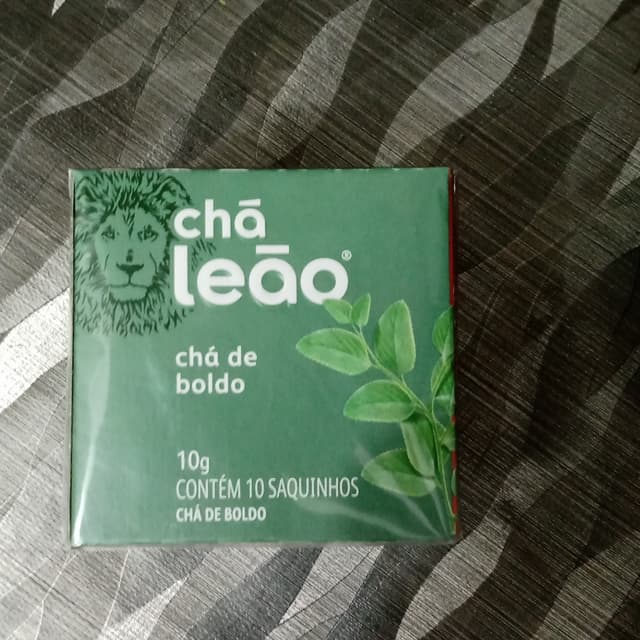 chá
leão®
chá de
boldo
10g
CONTÉM 10 SAQUINHOS
CHÁ DE BOLDO